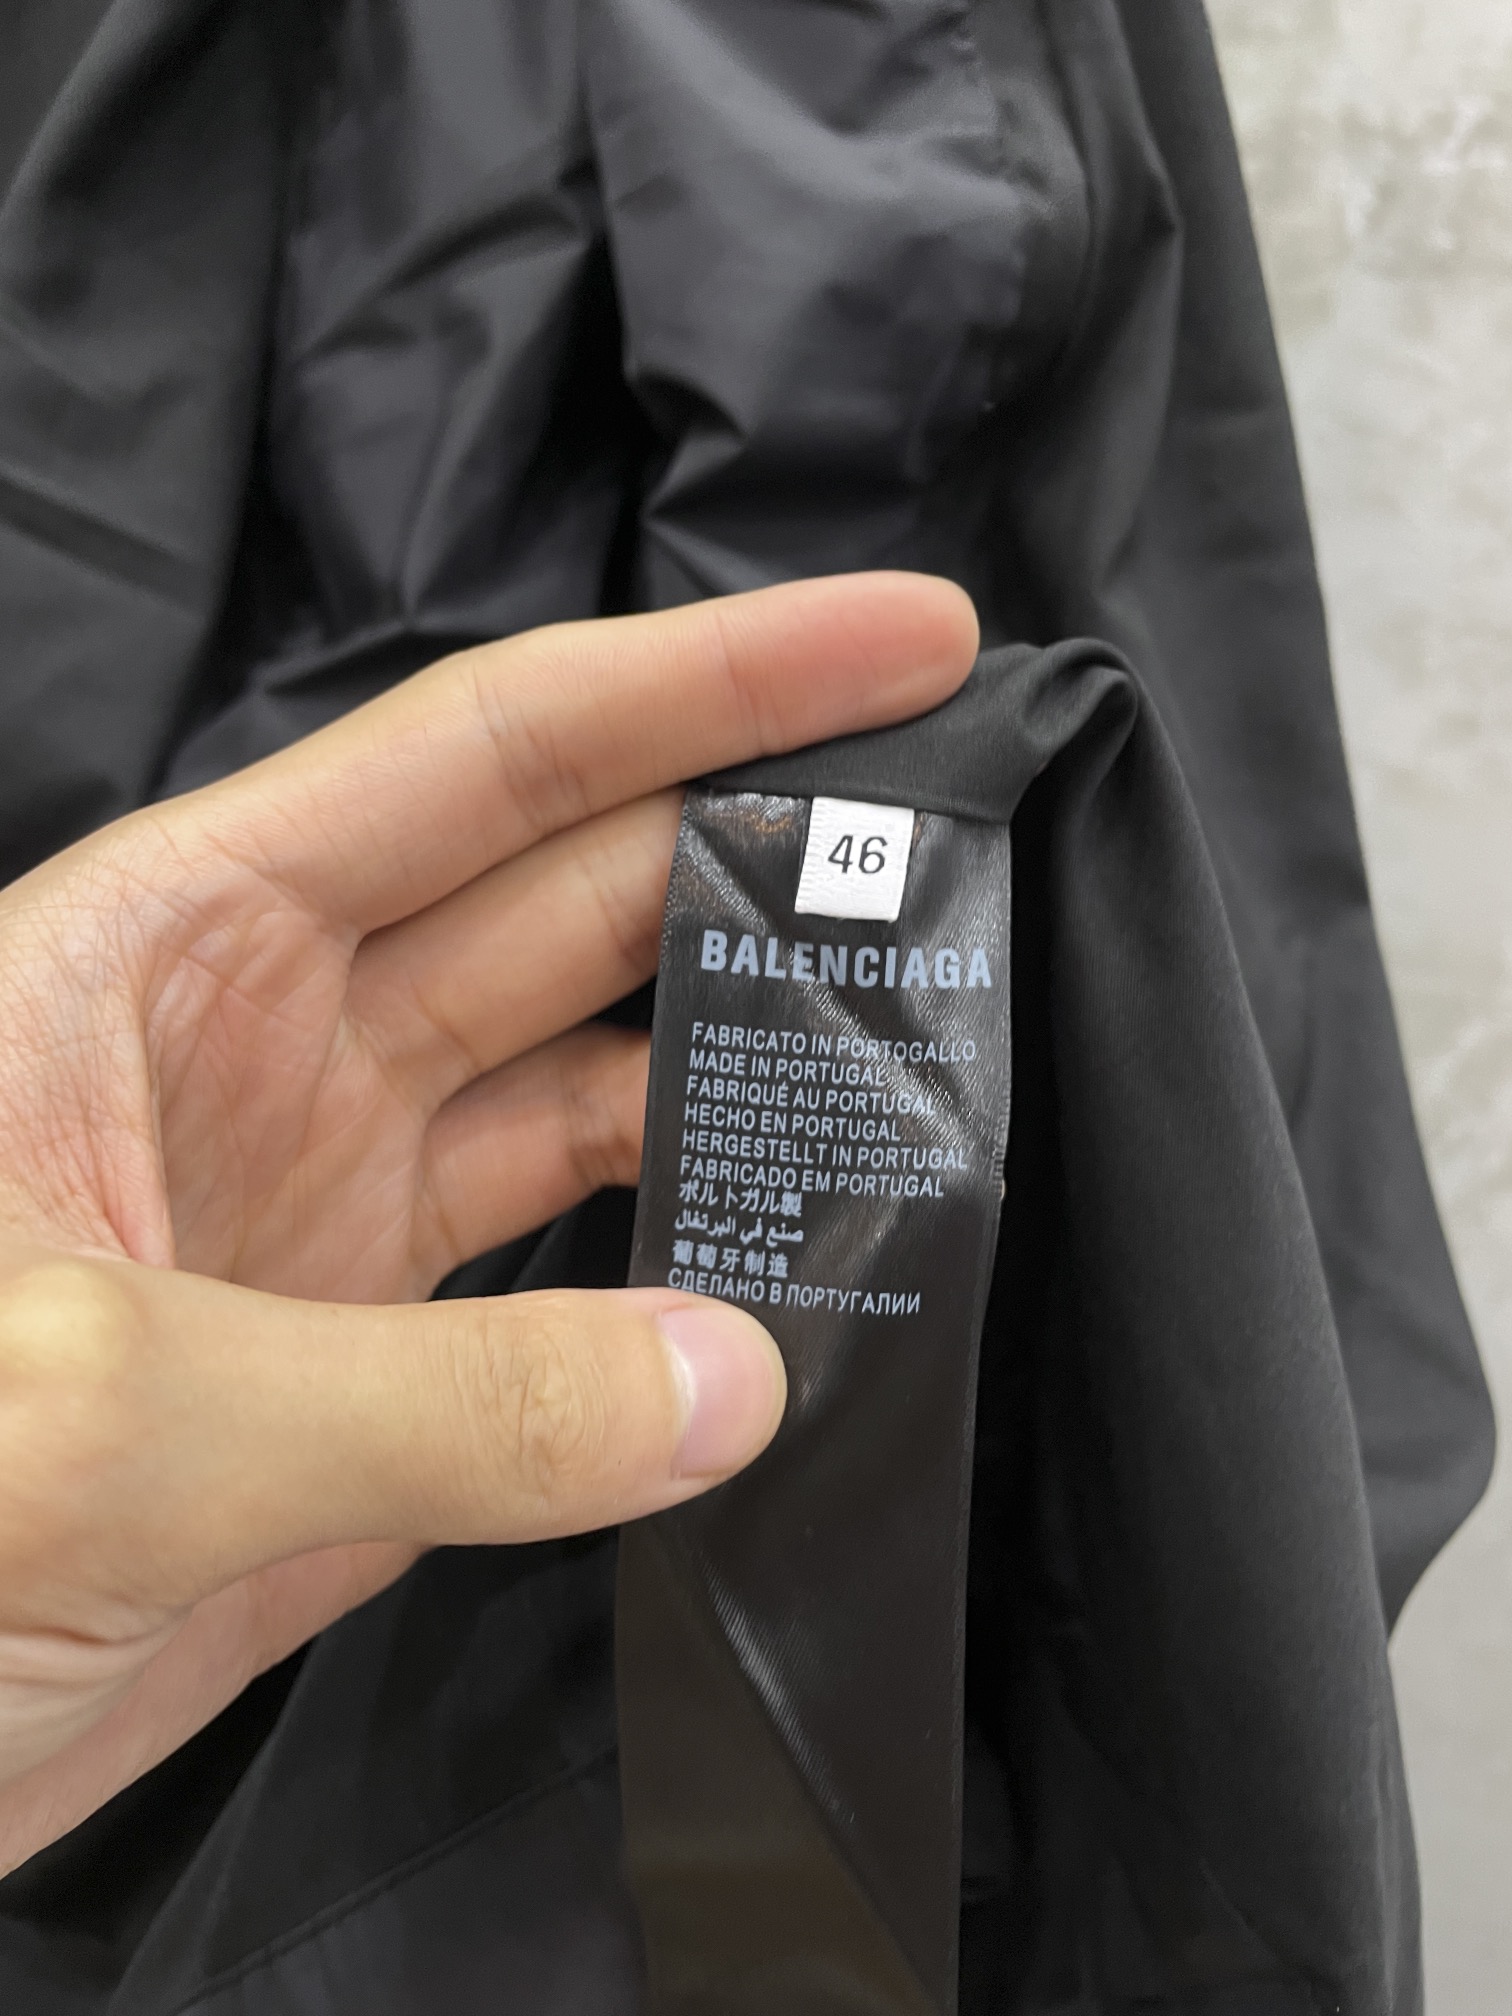 46
BALENCIAGA
FABRICATO IN PORTOGALLO
MADE IN PORTUGAL
FABRIQUÉ AU PORTUGAL
HECHO EN PORTUGAL
HERGESTELLT IN PORTUGAL
FABRICADO EM PORTUGAL
ポルトガル製
صنع في البرتغال
葡萄牙制造
СДЕЛАНО В ПОРТУГАЛИИ